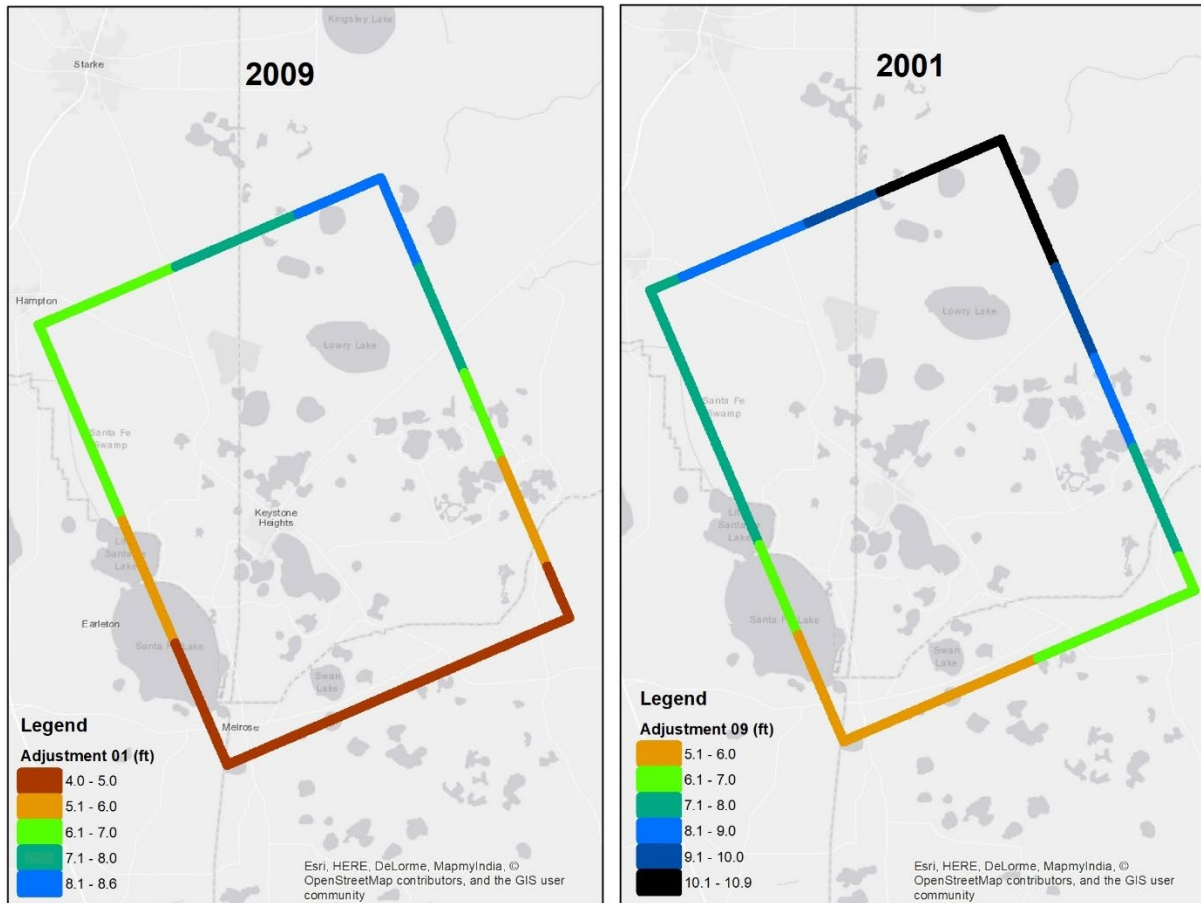 Kingsley Lake
Starke
2009
Hampton
Lowry Lake
Santa Fe
Swamp
Keystone
Heights
Earleton
Santa Fe Lake
Swan
Lake
Melrose
Legend
Adjustment 01 (ft)
4.0 - 5.0
5.1 - 6.0
6.1 - 7.0
7.1 - 8.0
8.1 - 8.6
Esri, HERE, DeLorme, MapmyIndia, ©
OpenStreetMap contributors, and the GIS user
community
2001
Lowry Lake
Santa Fe
Swamp
Santa Fe Lake
Swan
Lake
Legend
Adjustment 09 (ft)
5.1 - 6.0
6.1 - 7.0
7.1 - 8.0
8.1 - 9.0
9.1 - 10.0
10.1 - 10.9
Esri, HERE, DeLorme, MapmyIndia, ©
OpenStreetMap contributors, and the GIS user
community